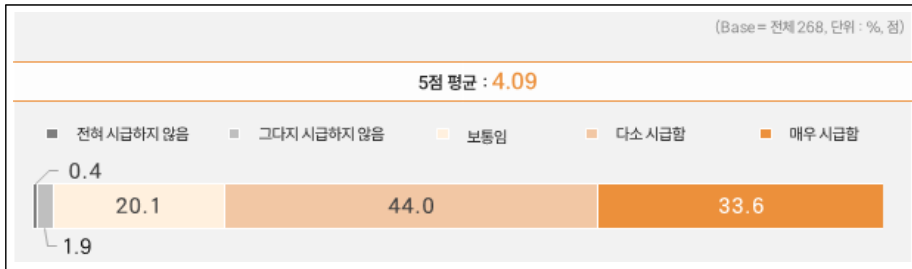 (Base = 전체 268, 단위 : %, 점)
5점 평균 : 4.09
전혀 시급하지 않음 그다지 시급하지 않음 보통임 다소 시급함 매우 시급함
0.4
20.1 44.0 33.6
1.9